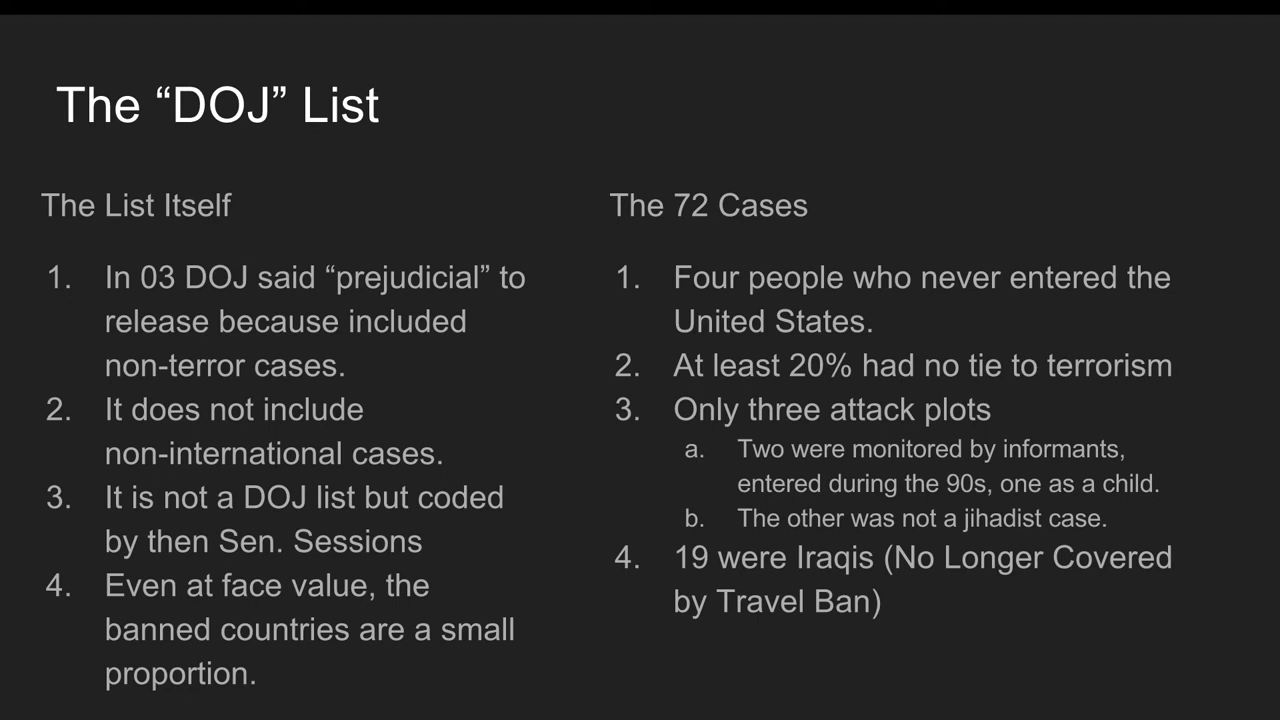 The “DOJ” List
The List Itself
1. In 03 DOJ said “prejudicial” to
release because included
non-terror cases.
2. It does not include
non-international cases.
3. It is not a DOJ list but coded
by then Sen. Sessions
4. Even at face value, the
banned countries are a small
proportion.
The 72 Cases
1. Four people who never entered the
United States.
2. At least 20% had no tie to terrorism
3. Only three attack plots
a. Two were monitored by informants,
entered during the 90s, one as a child.
b. The other was not a jihadist case.
4. 19 were Iraqis (No Longer Covered
by Travel Ban)